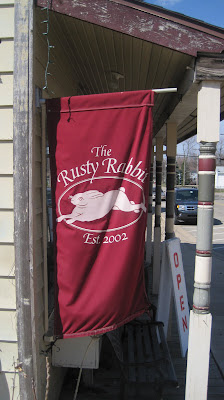 The
Rusty Rabbit
Est. 2002
OPEN